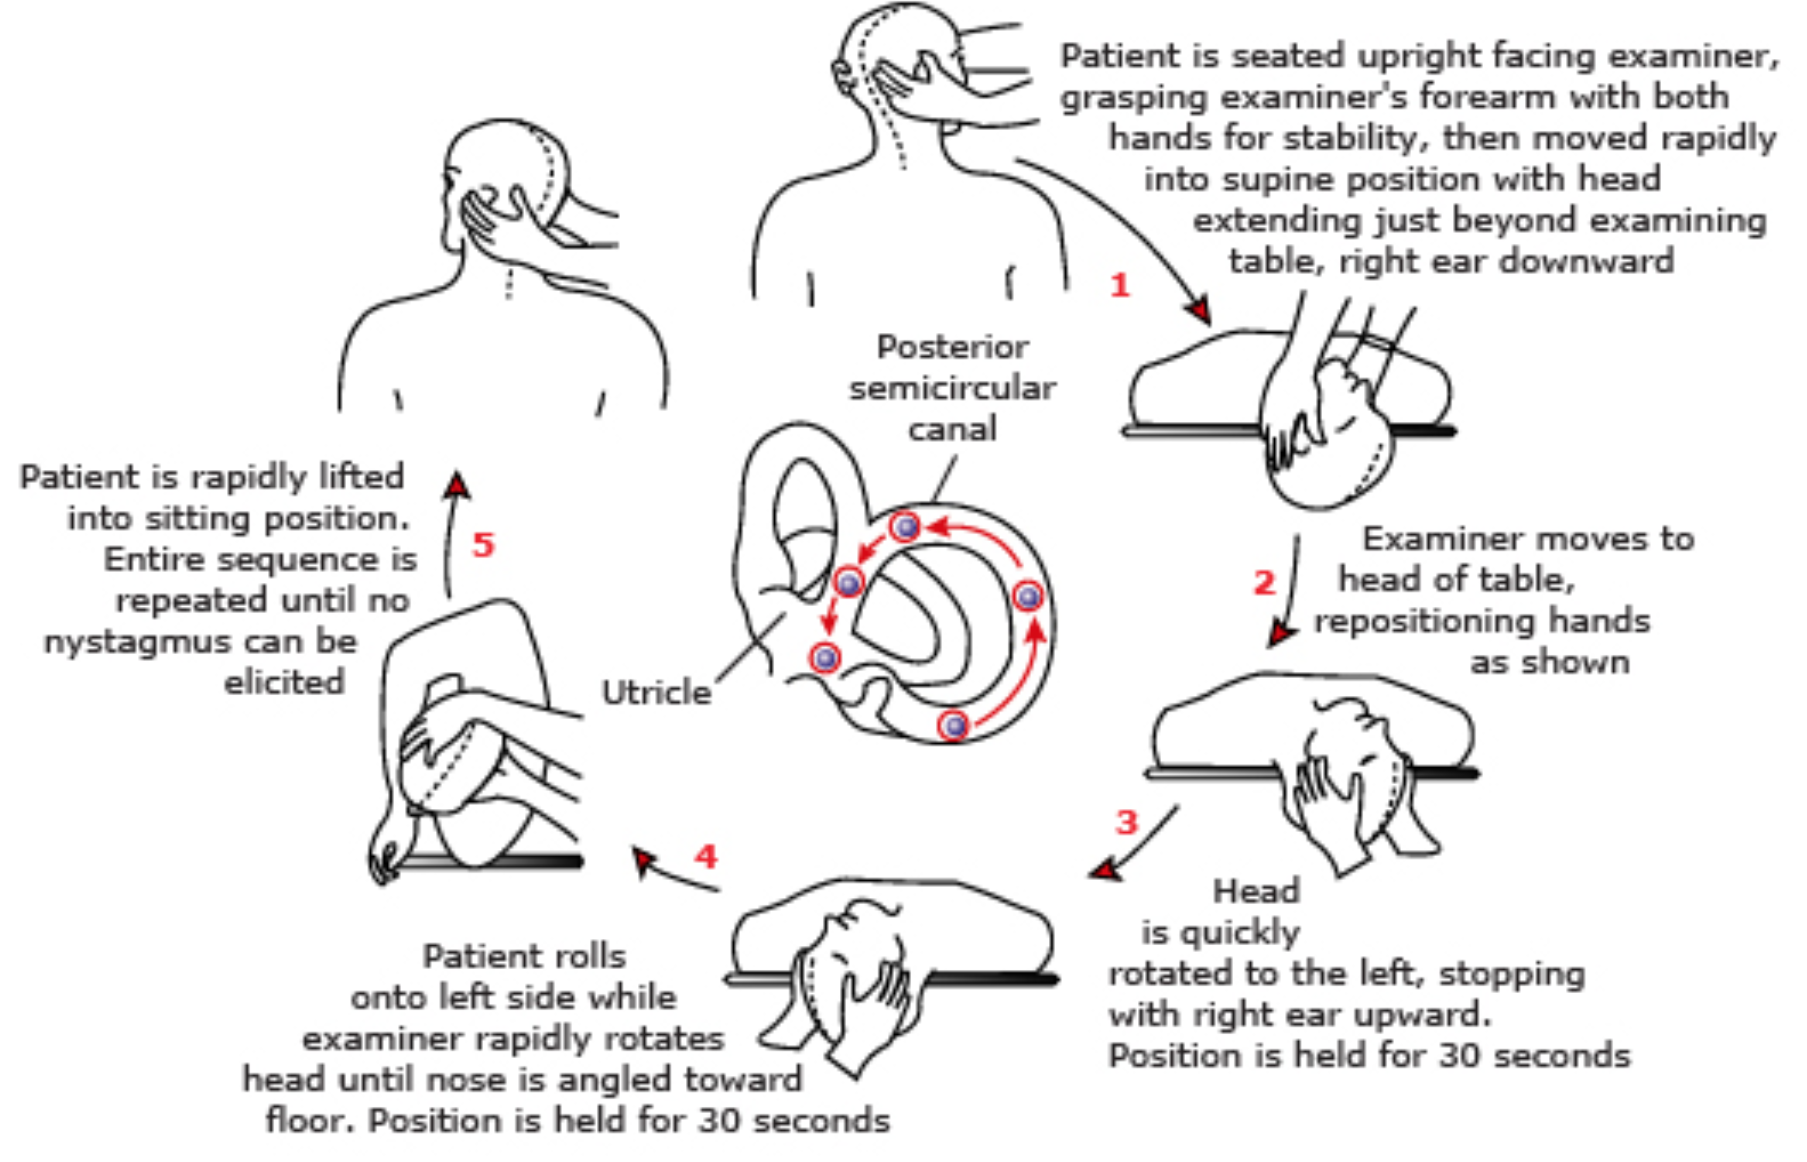 Patient is seated upright facing examiner,
grasping examiner's forearm with both
hands for stability, then moved rapidly
into supine position with head
extending just beyond examining
table, right ear downward
1
Posterior
semicircular
canal
Utricle
2
Examiner moves to
head of table,
repositioning hands
as shown
3
Head
is quickly
rotated to the left, stopping
with right ear upward.
Position is held for 30 seconds
4
Patient rolls
onto left side while
examiner rapidly rotates
head until nose is angled toward
floor. Position is held for 30 seconds
5
Patient is rapidly lifted
into sitting position.
Entire sequence is
repeated until no
nystagmus can be
elicited